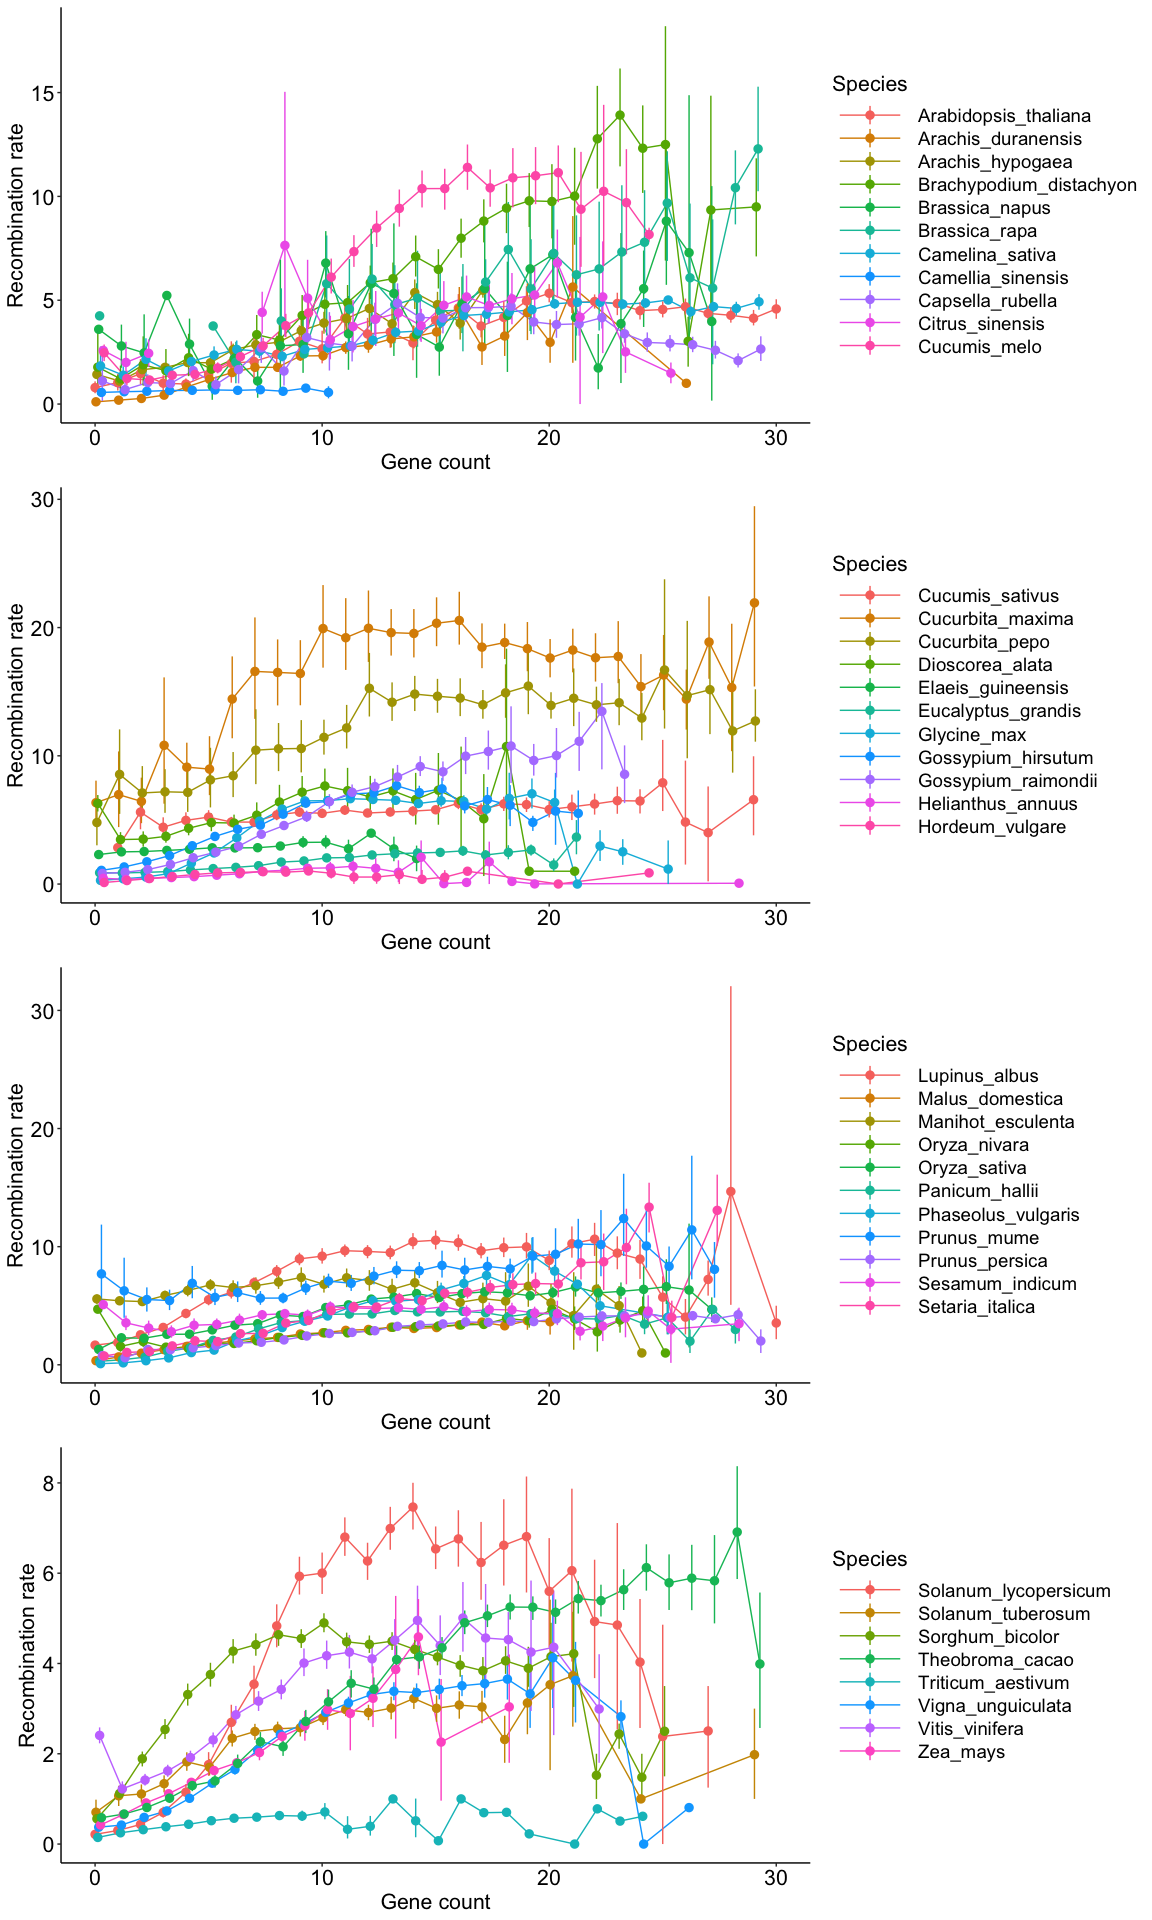 Recombination rate
15
10
5
0
0
10
20
30
Gene count
Species
Arabidopsis_thaliana
Arachis_duranensis
Arachis_hypogaea
Brachypodium_distachyon
Brassica_napus
Brassica_rapa
Camelina_sativa
Camellia_sinensis
Capsella_rubella
Citrus_sinensis
Cucumis_melo
Recombination rate
30
20
10
0
0
10
20
30
Gene count
Species
Cucumis_sativus
Cucurbita_maxima
Cucurbita_pepo
Dioscorea_alata
Elaeis_guineensis
Eucalyptus_grandis
Glycine_max
Gossypium_hirsutum
Gossypium_raimondii
Helianthus_annuus
Hordeum_vulgare
Recombination rate
30
20
10
0
0
10
20
30
Gene count
Species
Lupinus_albus
Malus_domestica
Manihot_esculenta
Oryza_nivara
Oryza_sativa
Panicum_hallii
Phaseolus_vulgaris
Prunus_mume
Prunus_persica
Sesamum_indicum
Setaria_italica
Recombination rate
8
6
4
2
0
0
10
20
30
Gene count
Species
Solanum_lycopersicum
Solanum_tuberosum
Sorghum_bicolor
Theobroma_cacao
Triticum_aestivum
Vigna_unguiculata
Vitis_vinifera
Zea_mays